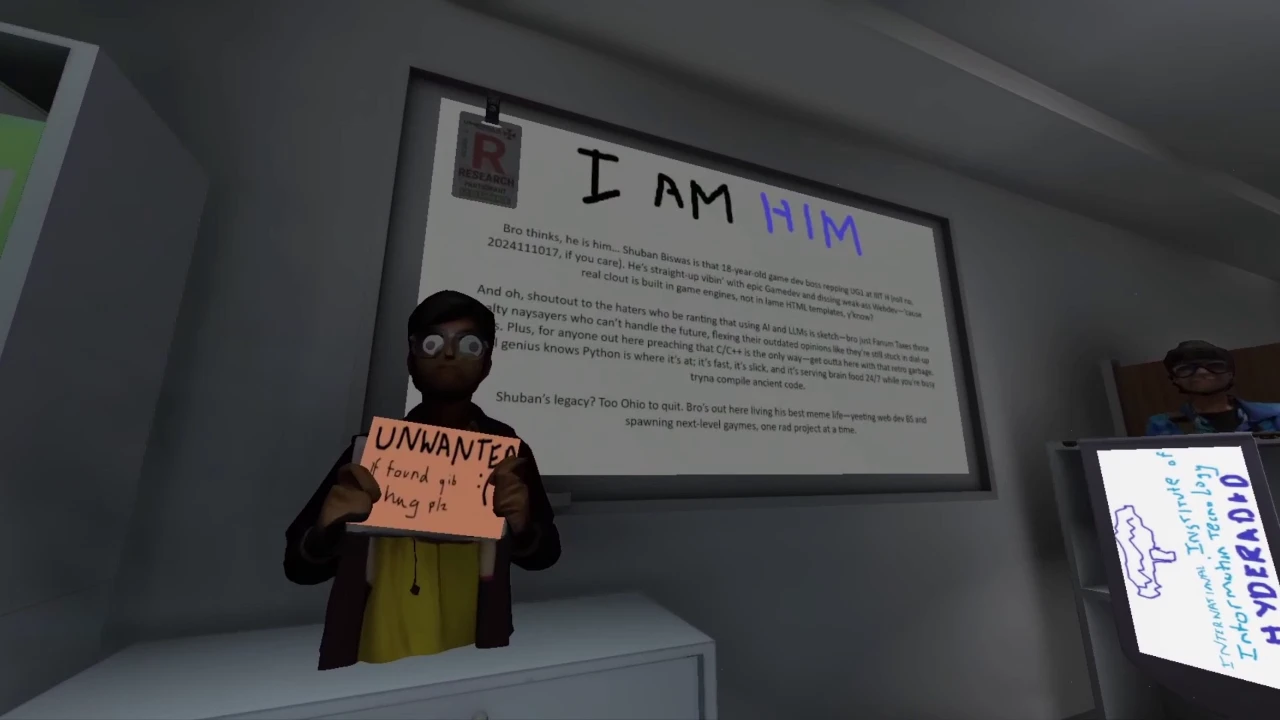 R
RESEARCH
I AM HIM
Bro thinks, he is him... Shuban Biswas is that 18-year-old game dev boss repping UG1 at IIIT H (roll no.
2024111017, if you care). He's straight-up vibin' with epic Gamedev and dissing weak-ass Webdev—'cause
real clout is built in game engines, not in lame HTML templates, y'know?
And oh, shoutout to the haters who be ranting that using AI and LLMs is sketch—bro just Fanum Taxes those
alty naysayers who can't handle the future, flexing their outdated opinions like they're still stuck in dial-up
s. Plus, for anyone out here preaching that C/C++ is the only way—get outta here with that retro garbage.
l genius knows Python is where it's at; it's fast, it's slick, and it's serving brain food 24/7 while you're busy
tryna compile ancient code.
Shuban's legacy? Too Ohio to quit. Bro's out here living his best meme life—yeeting web dev BS and
spawning next-level gaymes, one rad project at a time.
UNWANTED
If found gib :(
hug plz
INTERNATIONAL INSTITUTE of
Information Tecnology
HYDERABAD